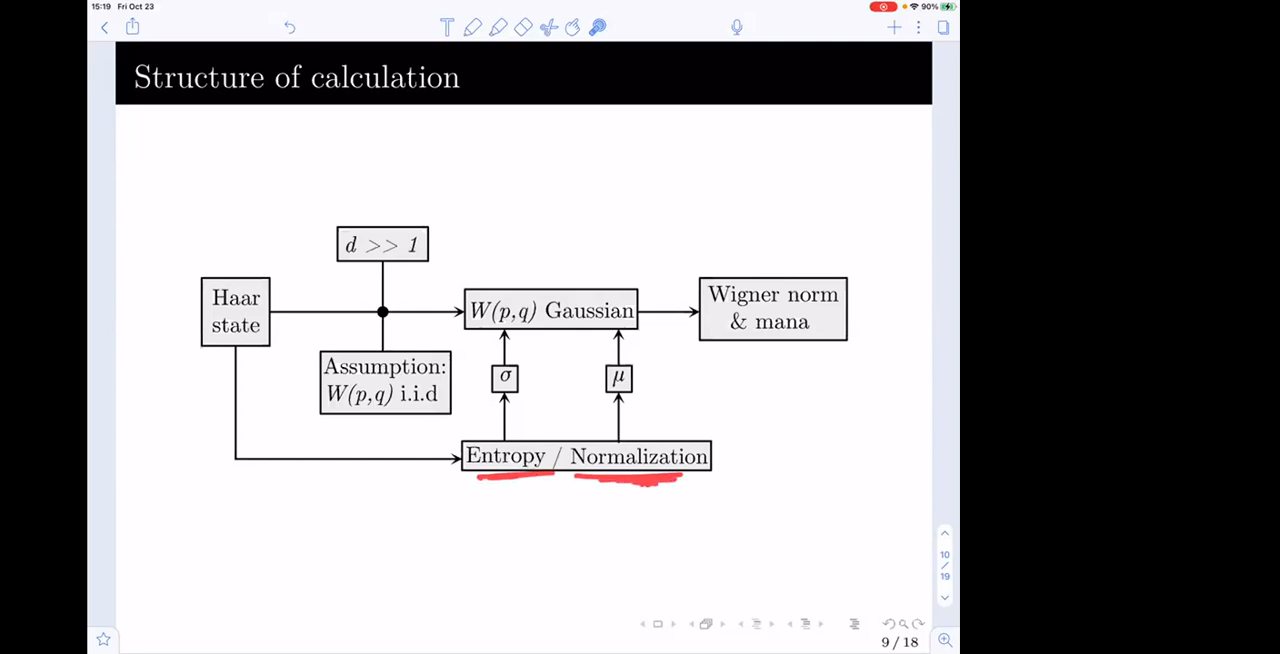 15:19 Fri Oct 23
90%
Structure of calculation
d >> 1
Haar
state
W(p,q) Gaussian
Wigner norm
& mana
Assumption:
W(p,q) i.i.d
σ
μ
Entropy / Normalization
10
/
19
9 / 18